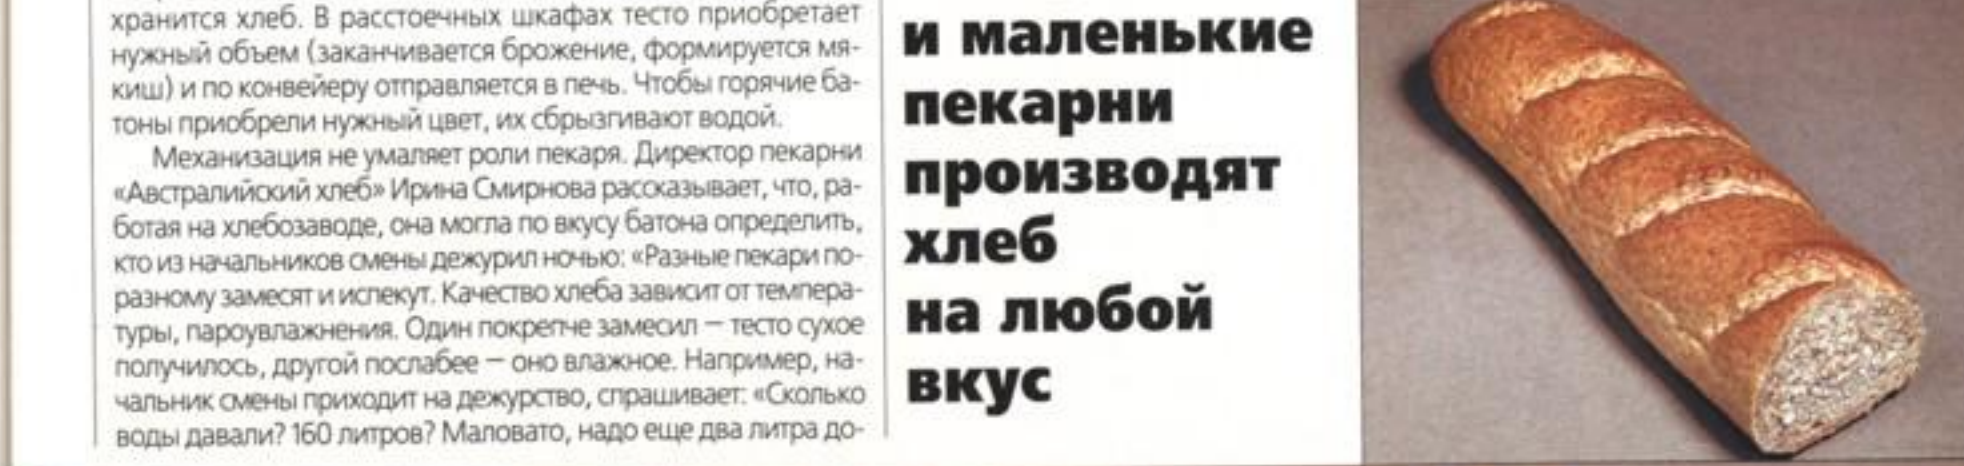 хранится хлеб. В расстоечных шкафах тесто приобретает
нужный объем (заканчивается брожение, формируется мя-
киш) и по конвейеру отправляется в печь. Чтобы горячие ба-
тоны приобрели нужный цвет, их сбрызгивают водой.
Механизация не умаляет роли пекаря. Директор пекарни
«Австралийский хлеб» Ирина Смирнова рассказывает, что, ра-
ботая на хлебозаводе, она могла по вкусу батона определить,
кто из начальников смены дежурил ночью: «Разные пекари по-
разному замесят и испекут. Качество хлеба зависит от темпера-
туры, пароувлажнения. Один покрепче замесил — тесто сухое
получилось, другой послабее — оно влажное. Например, на-
чальник смены приходит на дежурство, спрашивает: «Сколько
воды давали? 160 литров? Маловато, надо еще два литра до-
и маленькие
пекарни
производят
хлеб
на любой
вкус